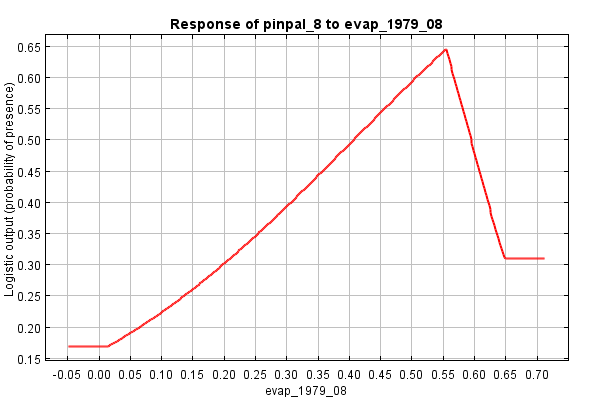 Response of pinpal_8 to evap_1979_08
Logistic output (probability of presence)
0.65
0.60
0.55
0.50
0.45
0.40
0.35
0.30
0.25
0.20
0.15
-0.05 0.00 0.05 0.10 0.15 0.20 0.25 0.30 0.35 0.40 0.45 0.50 0.55 0.60 0.65 0.70
evap_1979_08